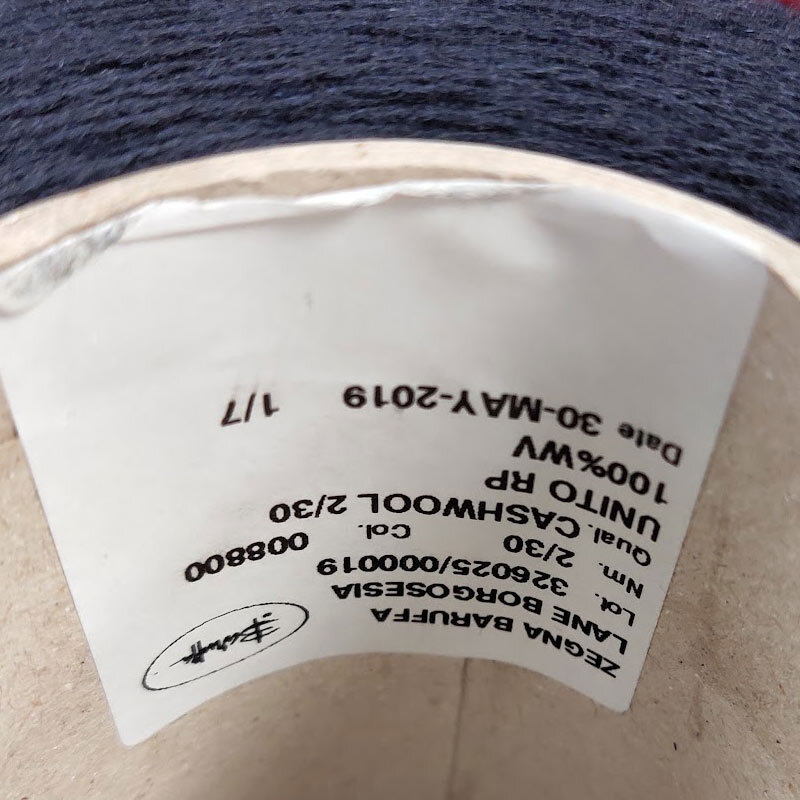 ZEGNA BARUFFA
LANE BORGOSESIA
Baruffa
Lot. 326025/000019
Nm. 2/30 Col. 008800
Qual. CASHWOOL 2/30
UNITO RP
100%WV
Date 30-MAY-2019 1/7